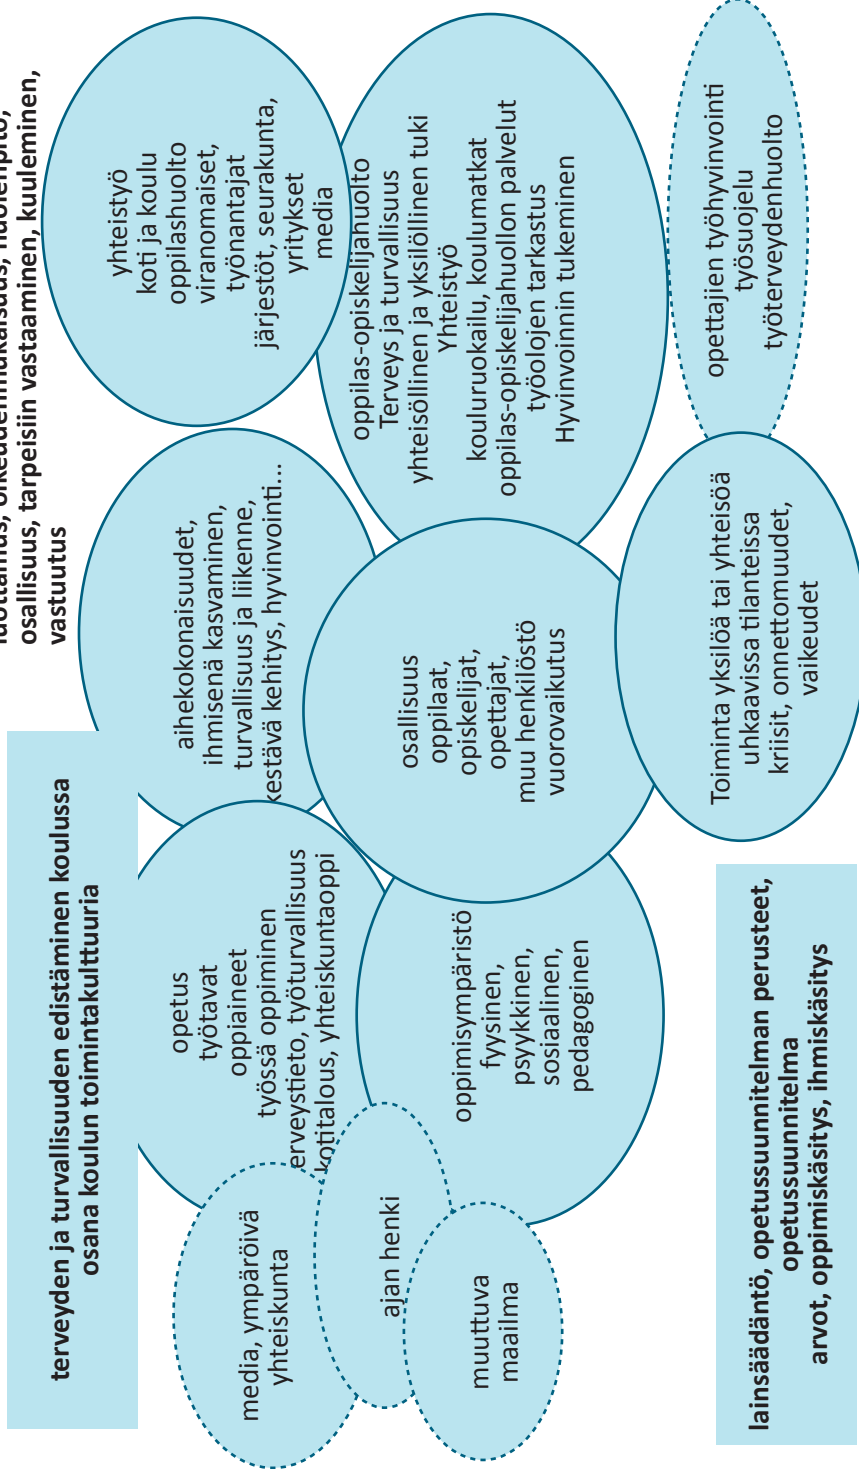 terveyden ja turvallisuuden edistäminen koulussa
osana koulun toimintakulttuuria
osallisuus, tarpeisiin vastaaminen, kuuleminen,
vastuutus
media, ympäröivä
yhteiskunta
ajan henki
muuttuva
maailma
opetus
työtavat
oppiaineet
työssä oppiminen
erveystieto, työturvallisuus
kotitalous, yhteiskuntaoppi
oppimisympäristö
fyysinen,
psyykkinen,
sosiaalinen,
pedagoginen
aihekokonaisuudet,
ihmisenä kasvaminen,
turvallisuus ja liikenne,
kestävä kehitys, hyvinvointi...
osallisuus
oppilaat,
opiskelijat,
opettajat,
muu henkilöstö
vuorovaikutus
yhteistyö
koti ja koulu
oppilashuolto
viranomaiset,
työnantajat
järjestöt, seurakunta,
yritykset
media
oppilas-opiskelijahuolto
Terveys ja turvallisuus
yhteisöllinen ja yksilöllinen tuki
Yhteistyö
kouluruokailu, koulumatkat
oppilas-opiskelijahuollon palvelut
työolojen tarkastus
Hyvinvoinnin tukeminen
Toiminta yksilöä tai yhteisöä
uhkaavissa tilanteissa
kriisit, onnettomuudet,
vaikeudet
opettajien työhyvinvointi
työsuojelu
työterveydenhuolto
lainsäädäntö, opetussuunnitelman perusteet,
opetussuunnitelma
arvot, oppimiskäsitys, ihmiskäsitys